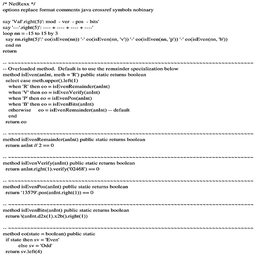 /* NetRexx */
options replace format comments java crossref symbols nobinary

say 'Val'.right(5)': mod - ver - pos - bits'
say '---'.right(5)': ---- + ---- + ---- + ----'
loop nn = -15 to 15 by 3
say nn.right(5)':' eo(isEven(nn)) '-' eo(isEven(nn, 'v')) '-' eo(isEven(nn, 'p')) '-' eo(isEven(nn, 'b'))
end nn
return

-- Overloaded method. Default is to use the remainder specialization below
method isEven(anInt, meth = 'R') public static returns boolean
select case meth.upper().left(1)
when 'R' then eo = isEvenRemainder(anInt)
when 'V' then eo = isEvenVerify(anInt)
when 'P' then eo = isEvenPos(anInt)
when 'B' then eo = isEvenBits(anInt)
otherwise eo = isEvenRemainder(anInt) -- default
end
return eo

method isEvenRemainder(anInt) public static returns boolean
return anInt // 2 == 0

method isEvenVerify(anInt) public static returns boolean
return anInt.right(1).verify('02468') == 0

method isEvenPos(anInt) public static returns boolean
return '13579'.pos(anInt.right(1)) == 0

method isEvenBits(anInt) public static returns boolean
return \(anInt.d2x(1).x2b().right(1))

method eo(state = boolean) public static
if state then sv = 'Even'
else sv = 'Odd'
return sv.left(4)